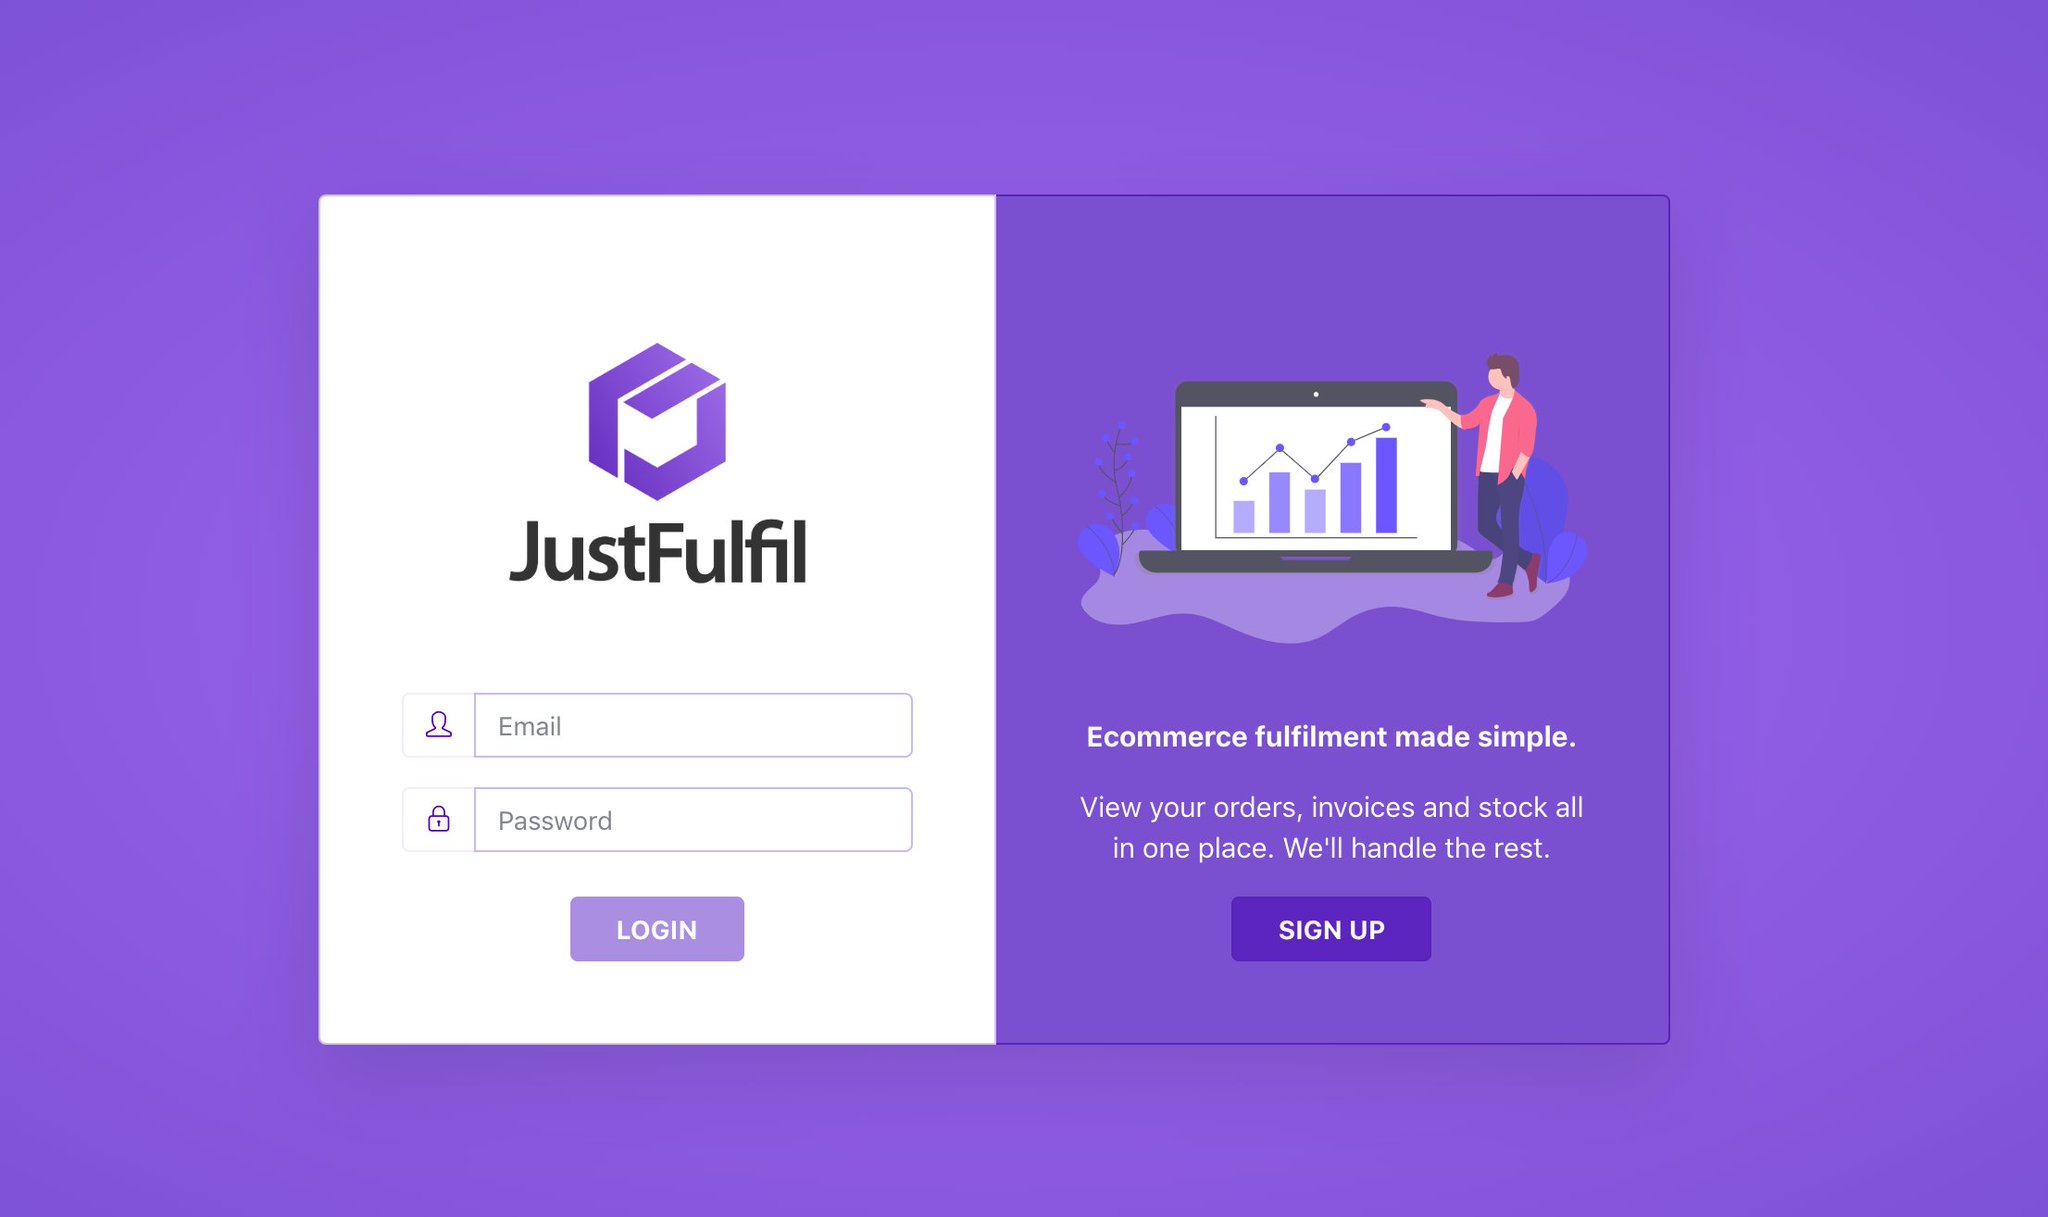 JustFulfil
Email
Password
LOGIN
Ecommerce fulfilment made simple.
View your orders, invoices and stock all
in one place. We'll handle the rest.
SIGN UP